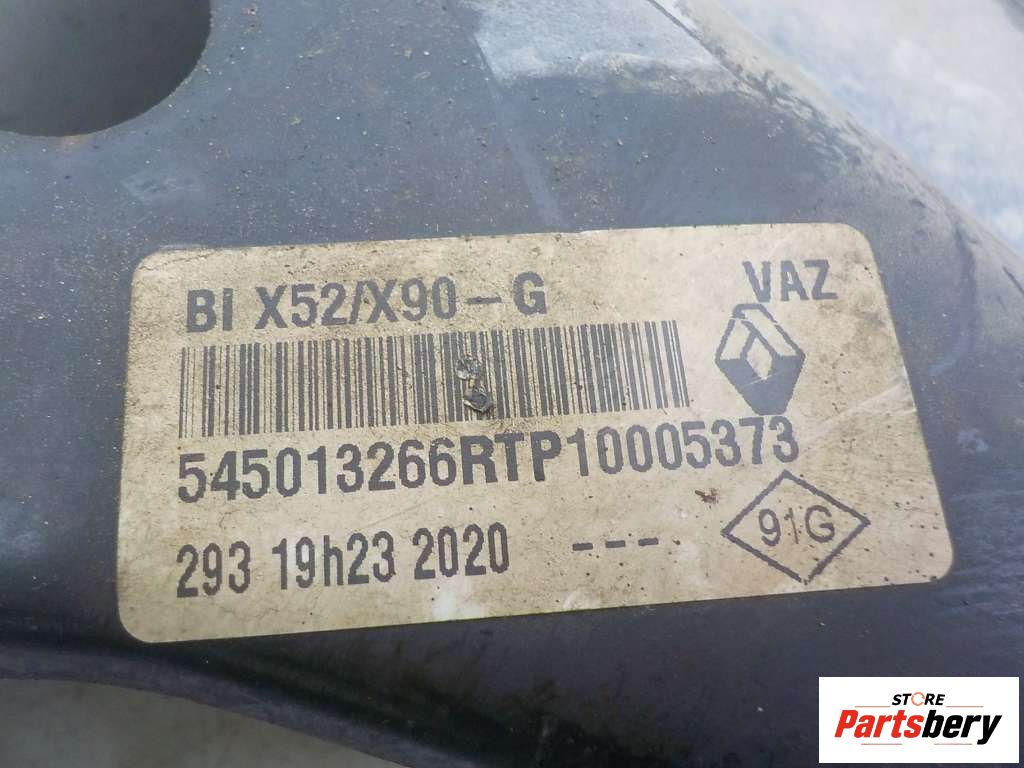 BI X52/X90-G
VAZ
545013266RTP10005373
293 19h23 2020 ---
91G
STORE
Partsbery